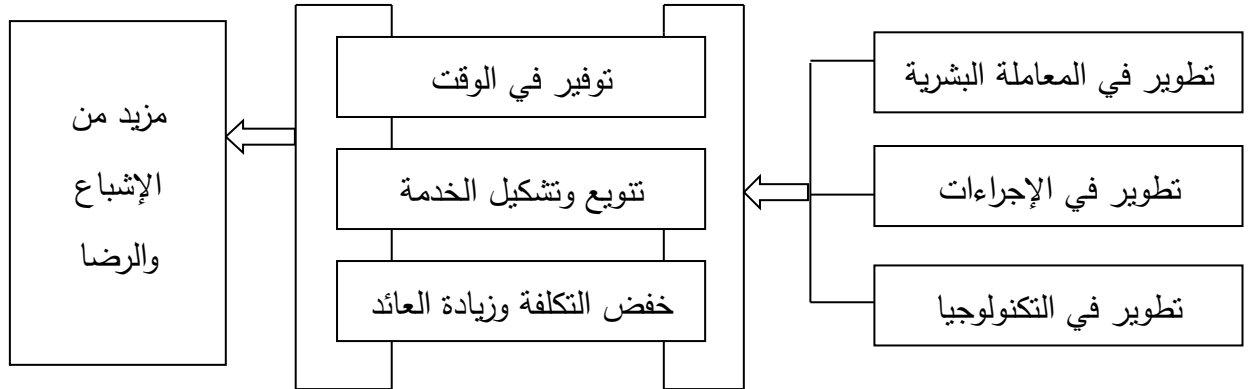 تطوير في المعاملة البشرية
تطوير في الإجراءات
تطوير في التكنولوجيا
توفير في الوقت
تنويع وتشكيل الخدمة
خفض التكلفة وزيادة العائد
مزيد من
الإشباع
والرضا